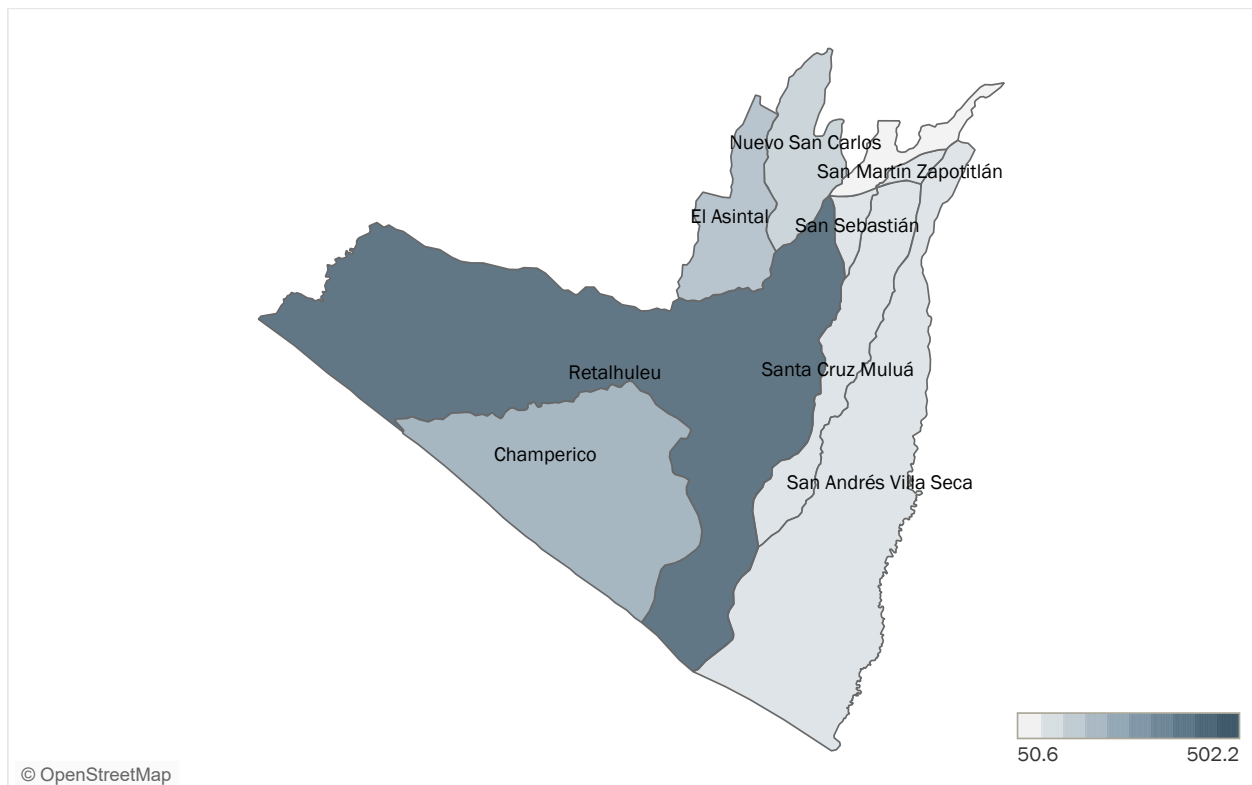 Nuevo San Carlos
San Martín Zapotitlán
El Asintal
San Sebastián
Retalhuleu
Santa Cruz Muluá
Champerico
San Andrés Villa Seca
50.6
502.2
© OpenStreetMap